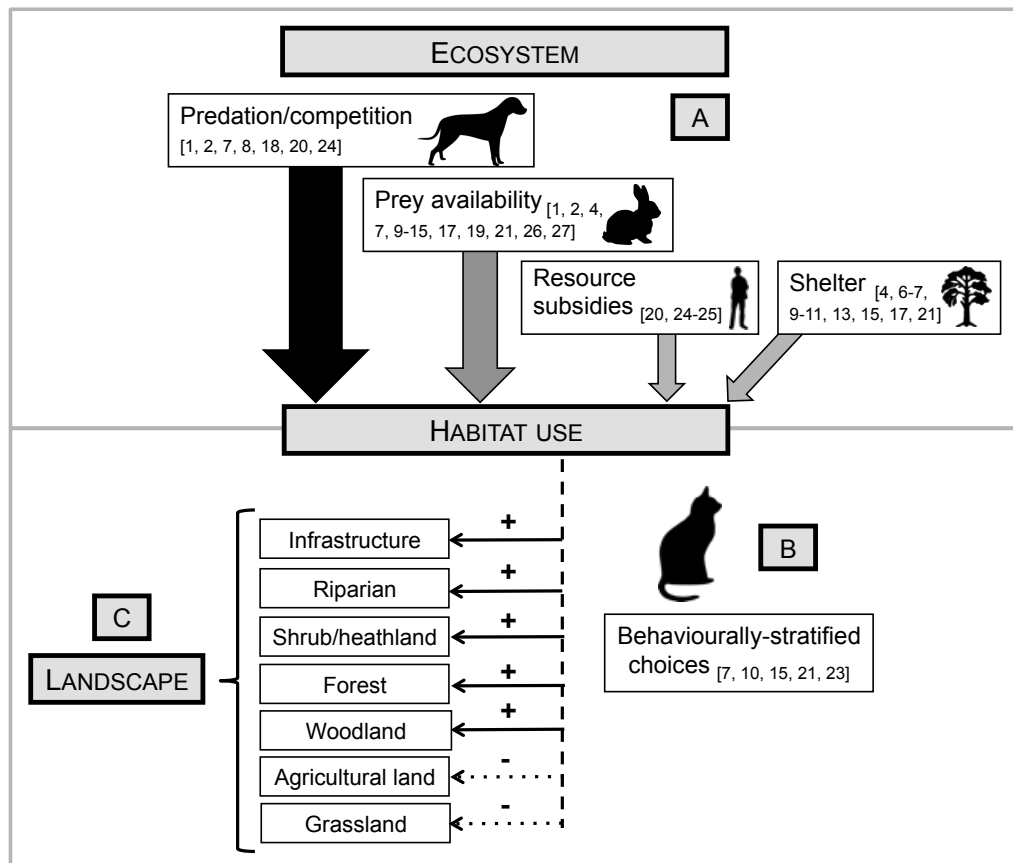 ECOSYSTEM
A
Predation/competition
[1, 2, 7, 8, 18, 20, 24]
Prey availability [1, 2, 4,
7, 9-15, 17, 19, 21, 26, 27]
Resource
subsidies [20, 24-25]
Shelter [4, 6-7,
9-11, 13, 15, 17, 21]
HABITAT USE
B
Behaviourally-stratified
choices [7, 10, 15, 21, 23]
C
LANDSCAPE
+
Infrastructure
+
Riparian
+
Shrub/heathland
+
Forest
+
Woodland
-
Agricultural land
-
Grassland